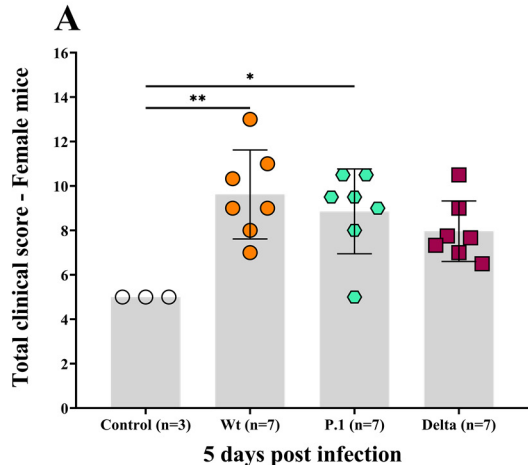 A
Total clinical score - Female mice
16
14
12
10
8
6
4
2
0
*
**
Control (n=3) Wt (n=7) P.1 (n=7) Delta (n=7)
5 days post infection